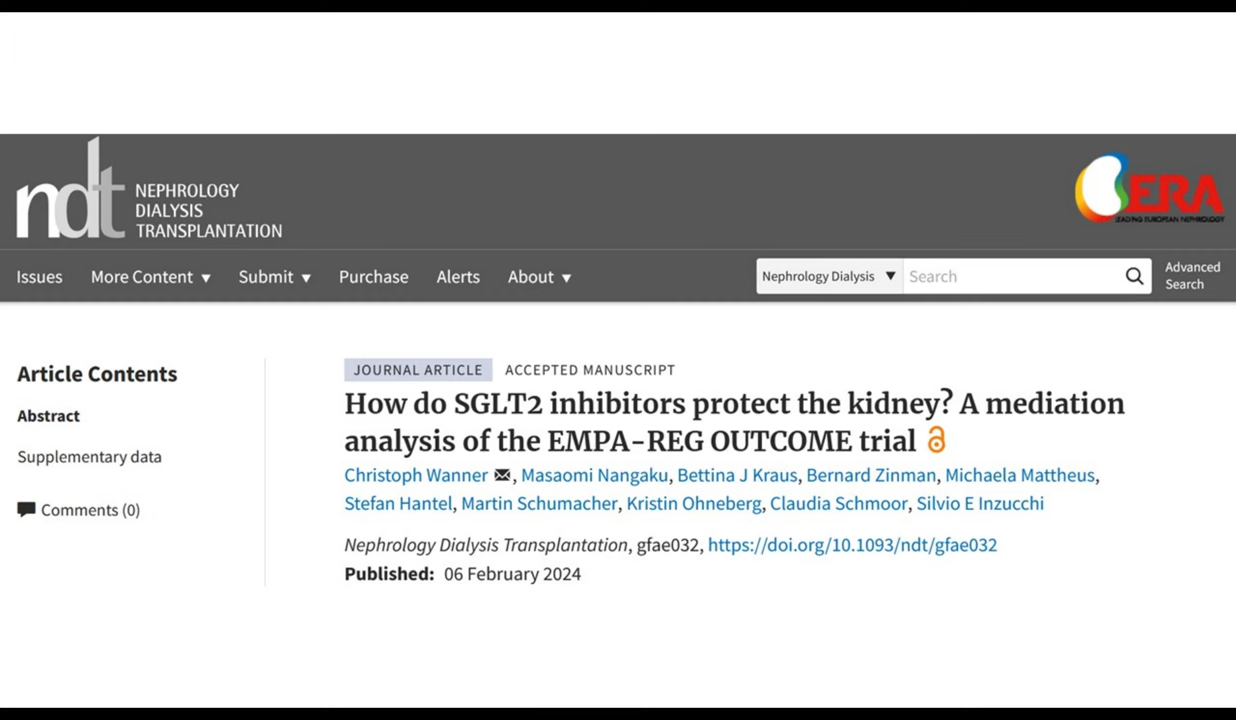 ndt NEPHROLOGY
DIALYSIS
TRANSPLANTATION
ERA
LEADING EUROPEAN NEPHROLOGY
Issues More Content ▼ Submit ▼ Purchase Alerts About ▼
Nephrology Dialysis ▼ Search
Advanced
Search
Article Contents
Abstract
Supplementary data
Comments (0)
JOURNAL ARTICLE ACCEPTED MANUSCRIPT
How do SGLT2 inhibitors protect the kidney? A mediation
analysis of the EMPA-REG OUTCOME trial
Christoph Wanner, Masaomi Nangaku, Bettina J Kraus, Bernard Zinman, Michaela Mattheus,
Stefan Hantel, Martin Schumacher, Kristin Ohneberg, Claudia Schmoor, Silvio E Inzucchi
Nephrology Dialysis Transplantation, gfae032, https://doi.org/10.1093/ndt/gfae032
Published: 06 February 2024